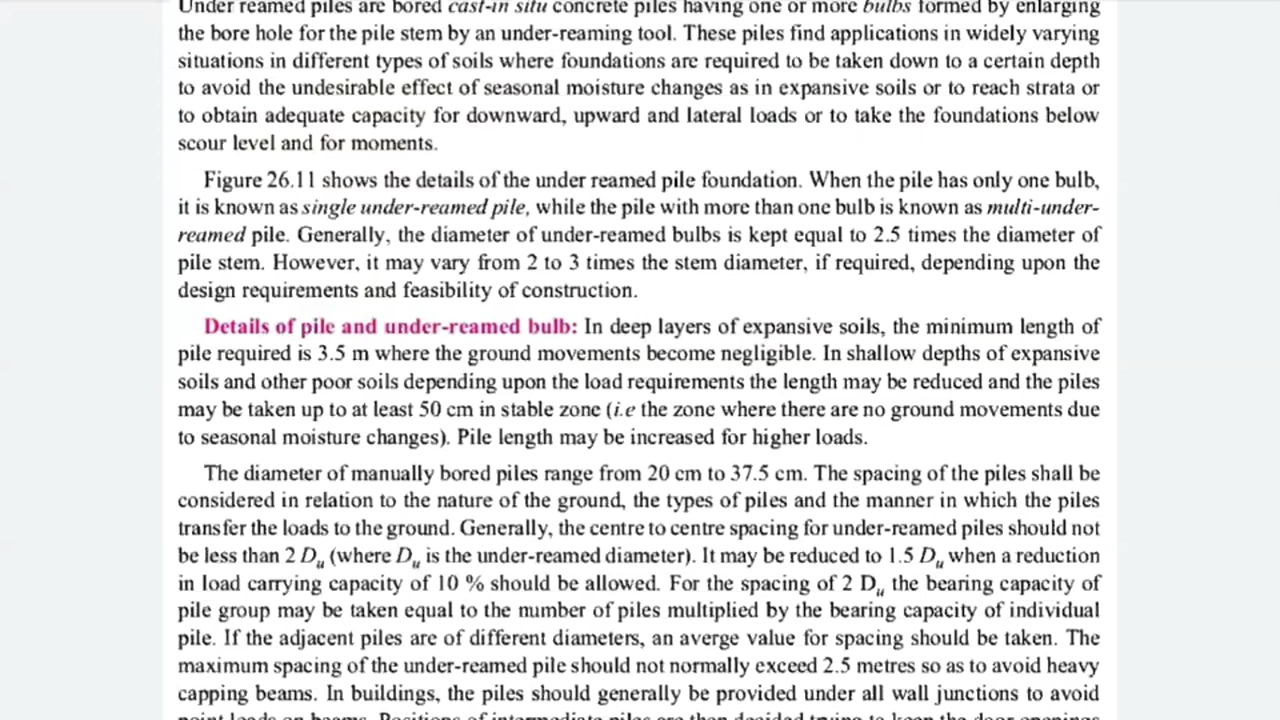 Under reamed piles are bored cast-in situ concrete piles having one or more bulbs formed by enlarging
the bore hole for the pile stem by an under-reaming tool. These piles find applications in widely varying
situations in different types of soils where foundations are required to be taken down to a certain depth
to avoid the undesirable effect of seasonal moisture changes as in expansive soils or to reach strata or
to obtain adequate capacity for downward, upward and lateral loads or to take the foundations below
scour level and for moments.
Figure 26.11 shows the details of the under reamed pile foundation. When the pile has only one bulb,
it is known as single under-reamed pile, while the pile with more than one bulb is known as multi-under-
reamed pile. Generally, the diameter of under-reamed bulbs is kept equal to 2.5 times the diameter of
pile stem. However, it may vary from 2 to 3 times the stem diameter, if required, depending upon the
design requirements and feasibility of construction.
Details of pile and under-reamed bulb: In deep layers of expansive soils, the minimum length of
pile required is 3.5 m where the ground movements become negligible. In shallow depths of expansive
soils and other poor soils depending upon the load requirements the length may be reduced and the piles
may be taken up to at least 50 cm in stable zone (i.e the zone where there are no ground movements due
to seasonal moisture changes). Pile length may be increased for higher loads.
The diameter of manually bored piles range from 20 cm to 37.5 cm. The spacing of the piles shall be
considered in relation to the nature of the ground, the types of piles and the manner in which the piles
transfer the loads to the ground. Generally, the centre to centre spacing for under-reamed piles should not
be less than 2 Du (where Du is the under-reamed diameter). It may be reduced to 1.5 Du when a reduction
in load carrying capacity of 10 % should be allowed. For the spacing of 2 Du the bearing capacity of
pile group may be taken equal to the number of piles multiplied by the bearing capacity of individual
pile. If the adjacent piles are of different diameters, an averge value for spacing should be taken. The
maximum spacing of the under-reamed pile should not normally exceed 2.5 metres so as to avoid heavy
capping beams. In buildings, the piles should generally be provided under all wall junctions to avoid
point loads on beams. Positions of intermediate piles are then decided trying to keep the door openings